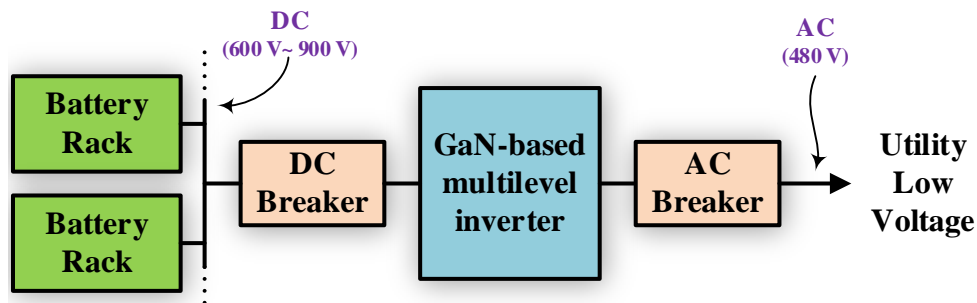 DC
(600 V~ 900 V)
AC
(480 V)
Battery
Rack
DC
Breaker
GaN-based
multilevel
inverter
AC
Breaker
Utility
Low
Voltage
Battery
Rack